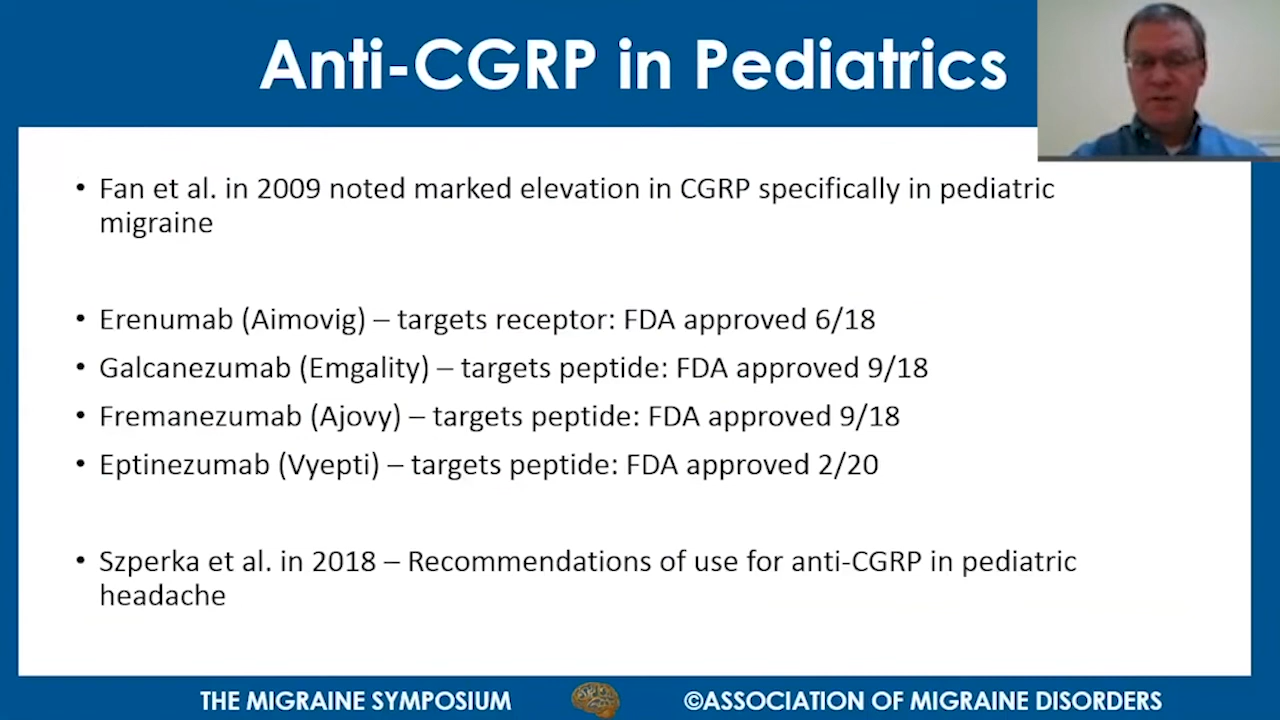 Anti-CGRP in Pediatrics
• Fan et al. in 2009 noted marked elevation in CGRP specifically in pediatric
migraine
• Erenumab (Aimovig) – targets receptor: FDA approved 6/18
• Galcanezumab (Emgality) – targets peptide: FDA approved 9/18
• Fremanezumab (Ajovy) – targets peptide: FDA approved 9/18
• Eptinezumab (Vyepti) – targets peptide: FDA approved 2/20
• Szperka et al. in 2018 – Recommendations of use for anti-CGRP in pediatric
headache
THE MIGRAINE SYMPOSIUM
©ASSOCIATION OF MIGRAINE DISORDERS